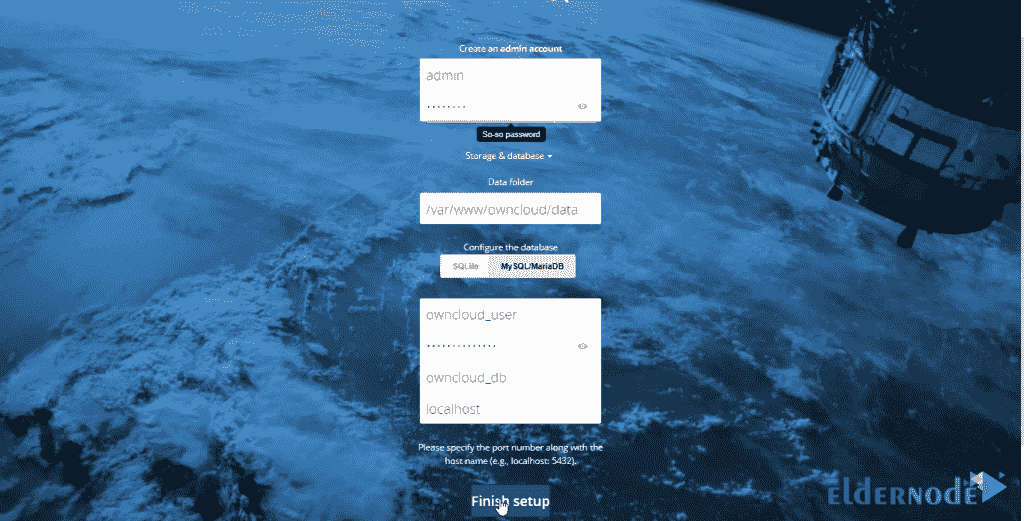 Create an admin account
admin
········
So-so password
Storage & database
Data folder
/var/www/owncloud/data
Configure the database
SQLite
MySQL/MariaDB
owncloud_user
··············
owncloud_db
localhost
Please specify the port number along with the
host name (e.g., localhost: 5432).
Finish setup
ELDERNODE